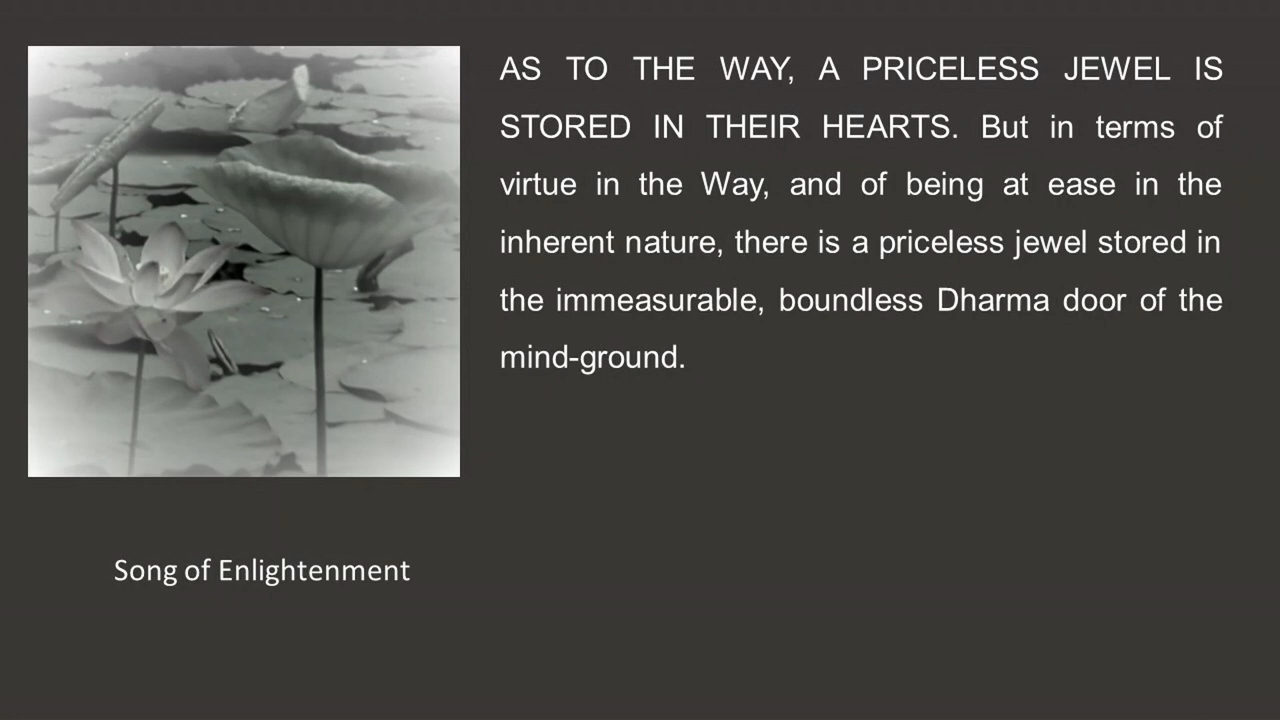 AS TO THE WAY, A PRICELESS JEWEL IS
STORED IN THEIR HEARTS. But in terms of
virtue in the Way, and of being at ease in the
inherent nature, there is a priceless jewel stored in
the immeasurable, boundless Dharma door of the
mind-ground.
Song of Enlightenment